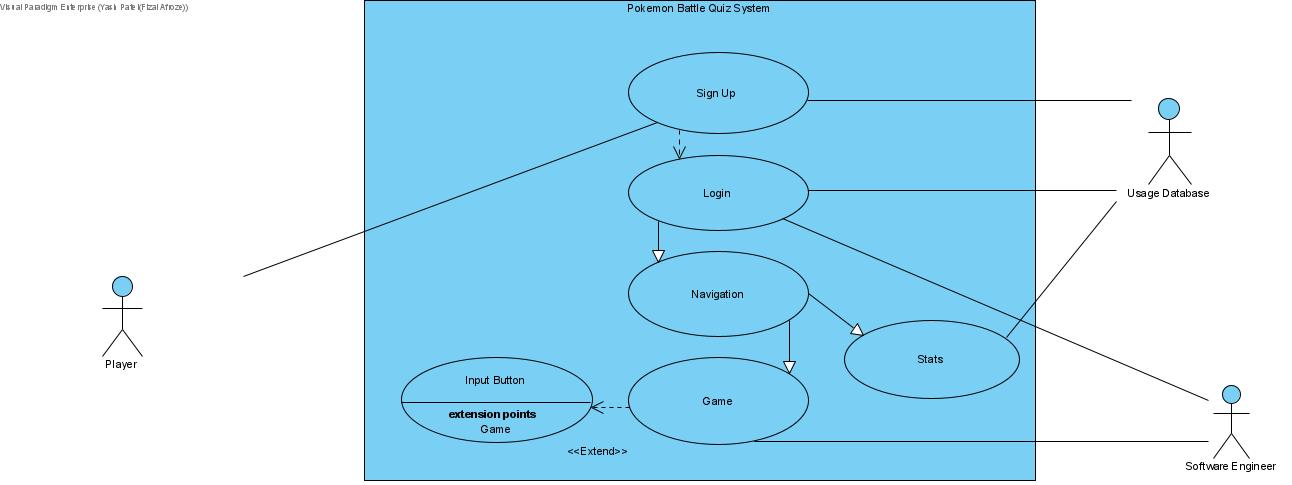 Visual Paradigm Enterprise (Yash Patel(Fizal Afroze))
Pokemon Battle Quiz System
Sign Up
Usage Database
Login
Navigation
Player
Stats
Input Button
extension points
Game
Game
<<Extend>>
Software Engineer